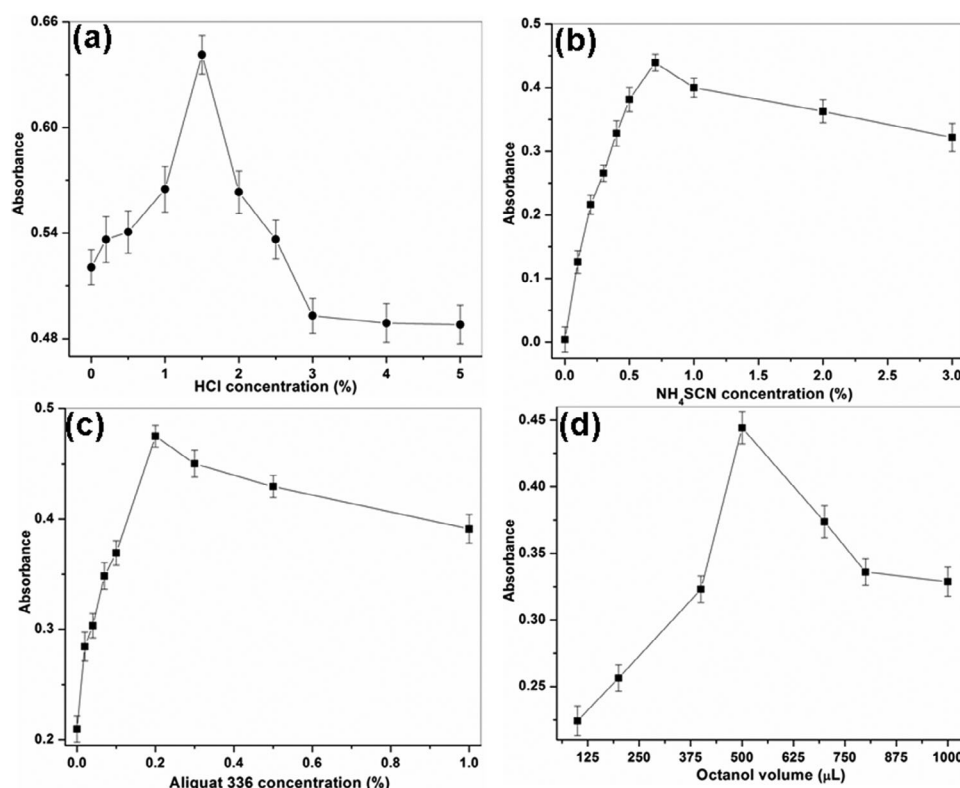 (a)
0.66
0.60
0.54
0.48
Absorbance
0 1 2 3 4 5
HCl concentration (%)
(b)
0.5
0.4
0.3
0.2
0.1
0.0
Absorbance
0.0 0.5 1.0 1.5 2.0 2.5 3.0
NH4SCN concentration (%)
(c)
0.5
0.4
0.3
0.2
Absorbance
0.0 0.2 0.4 0.6 0.8 1.0
Aliquat 336 concentration (%)
(d)
0.45
0.40
0.35
0.30
0.25
Absorbance
125 250 375 500 625 750 875 1000
Octanol volume (µL)